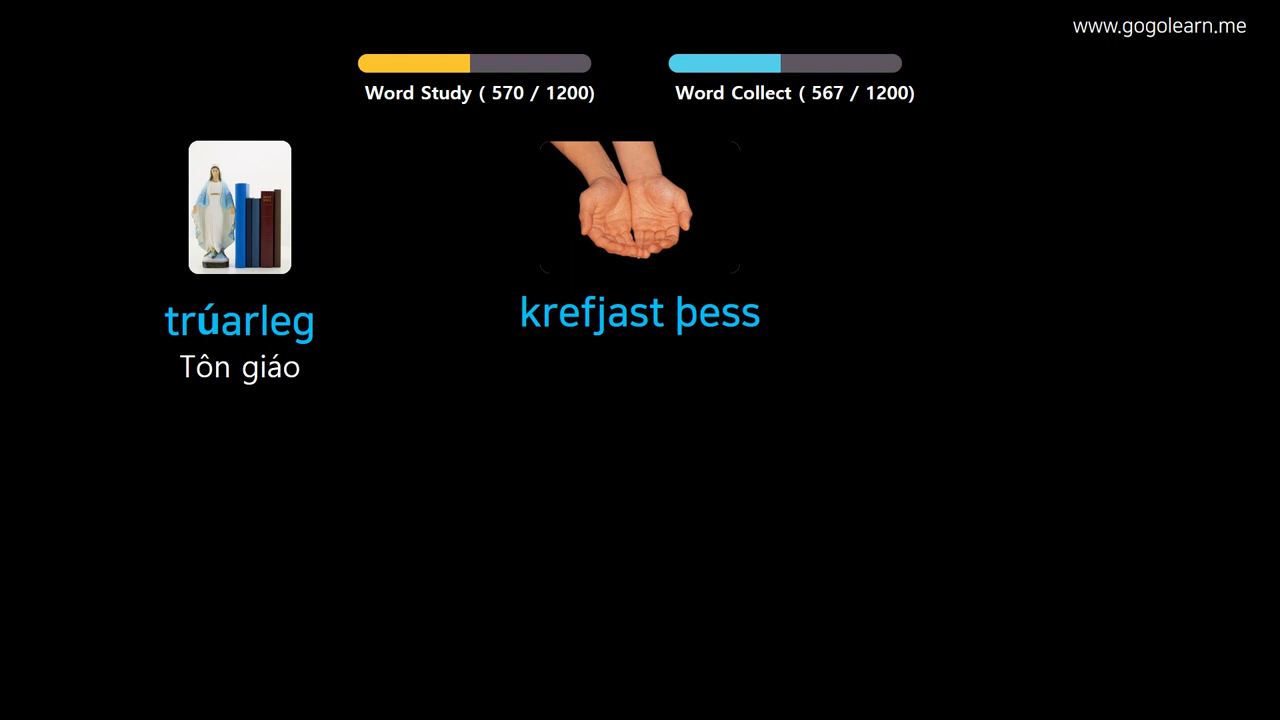 www.gogolearn.me
Word Study ( 570 / 1200)
Word Collect ( 567 / 1200)
trúarleg
Tôn giáo
krefjast þess